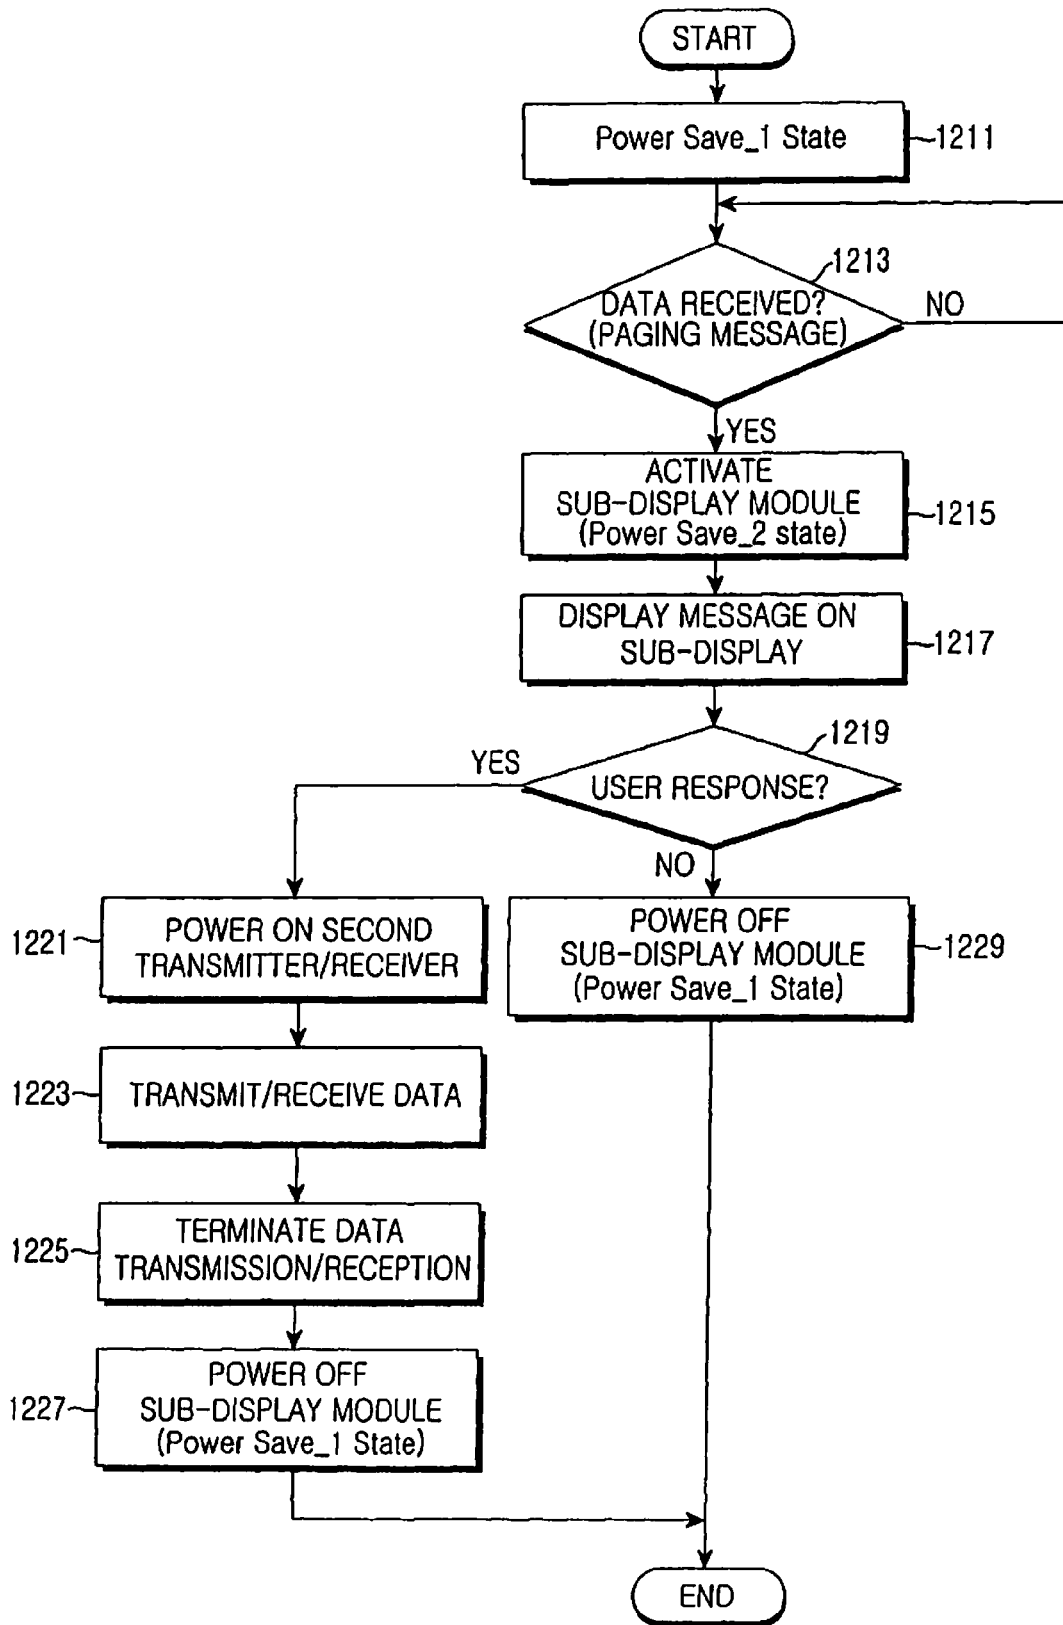 START
Power Save_1 State
1211
1213
DATA RECEIVED?
(PAGING MESSAGE)
NO
YES
ACTIVATE
SUB-DISPLAY MODULE
(Power Save_2 state)
1215
DISPLAY MESSAGE ON
SUB-DISPLAY
1217
1219
YES
USER RESPONSE?
NO
1221
POWER ON SECOND
TRANSMITTER/RECEIVER
POWER OFF
SUB-DISPLAY MODULE
(Power Save_1 State)
1229
1223
TRANSMIT/RECEIVE DATA
1225
TERMINATE DATA
TRANSMISSION/RECEPTION
1227
POWER OFF
SUB-DISPLAY MODULE
(Power Save_1 State)
END